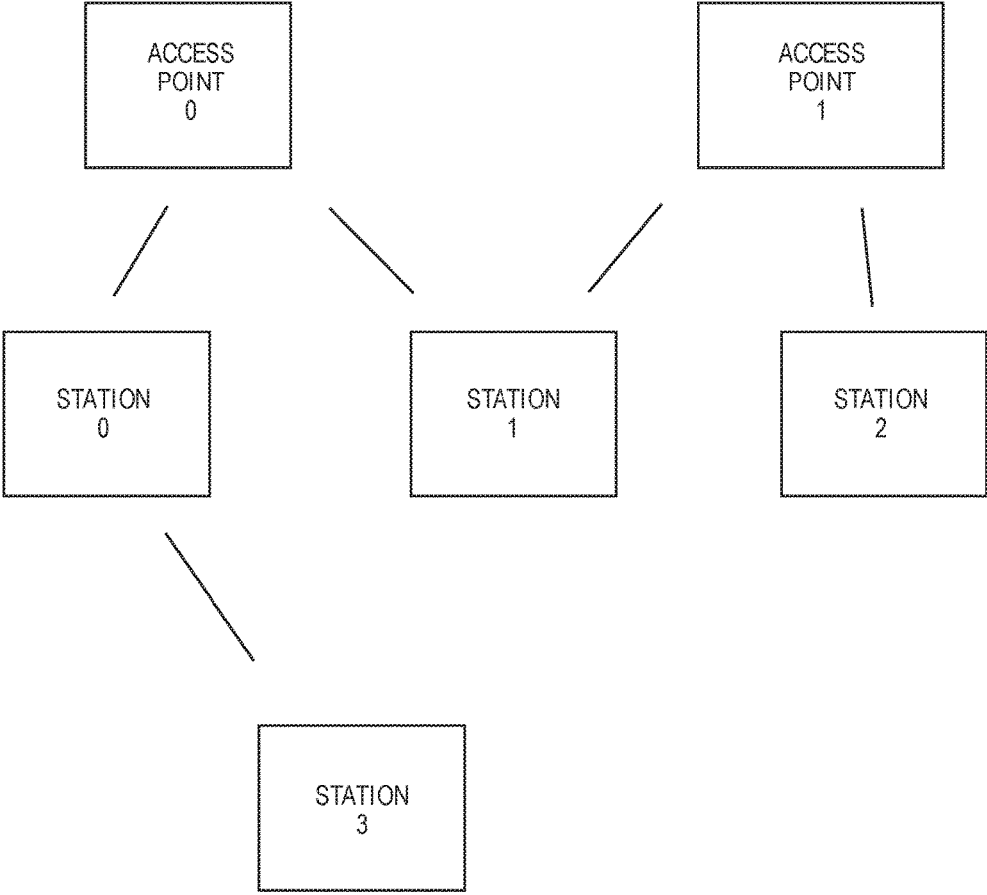 ACCESS
POINT
0
ACCESS
POINT
1
STATION
0
STATION
1
STATION
2
STATION
3